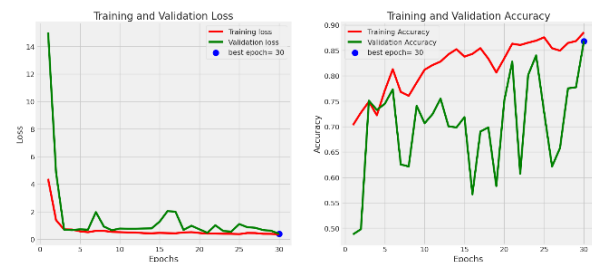 Training and Validation Loss
Training loss
Validation loss
best epoch= 30
14
12
10
8
6
4
2
0
Loss
0
5
10
15
20
25
30
Epochs
Training and Validation Accuracy
Training Accuracy
Validation Accuracy
best epoch= 30
0.90
0.85
0.80
0.75
0.70
0.65
0.60
0.55
0.50
Accuracy
0
5
10
15
20
25
30
Epochs